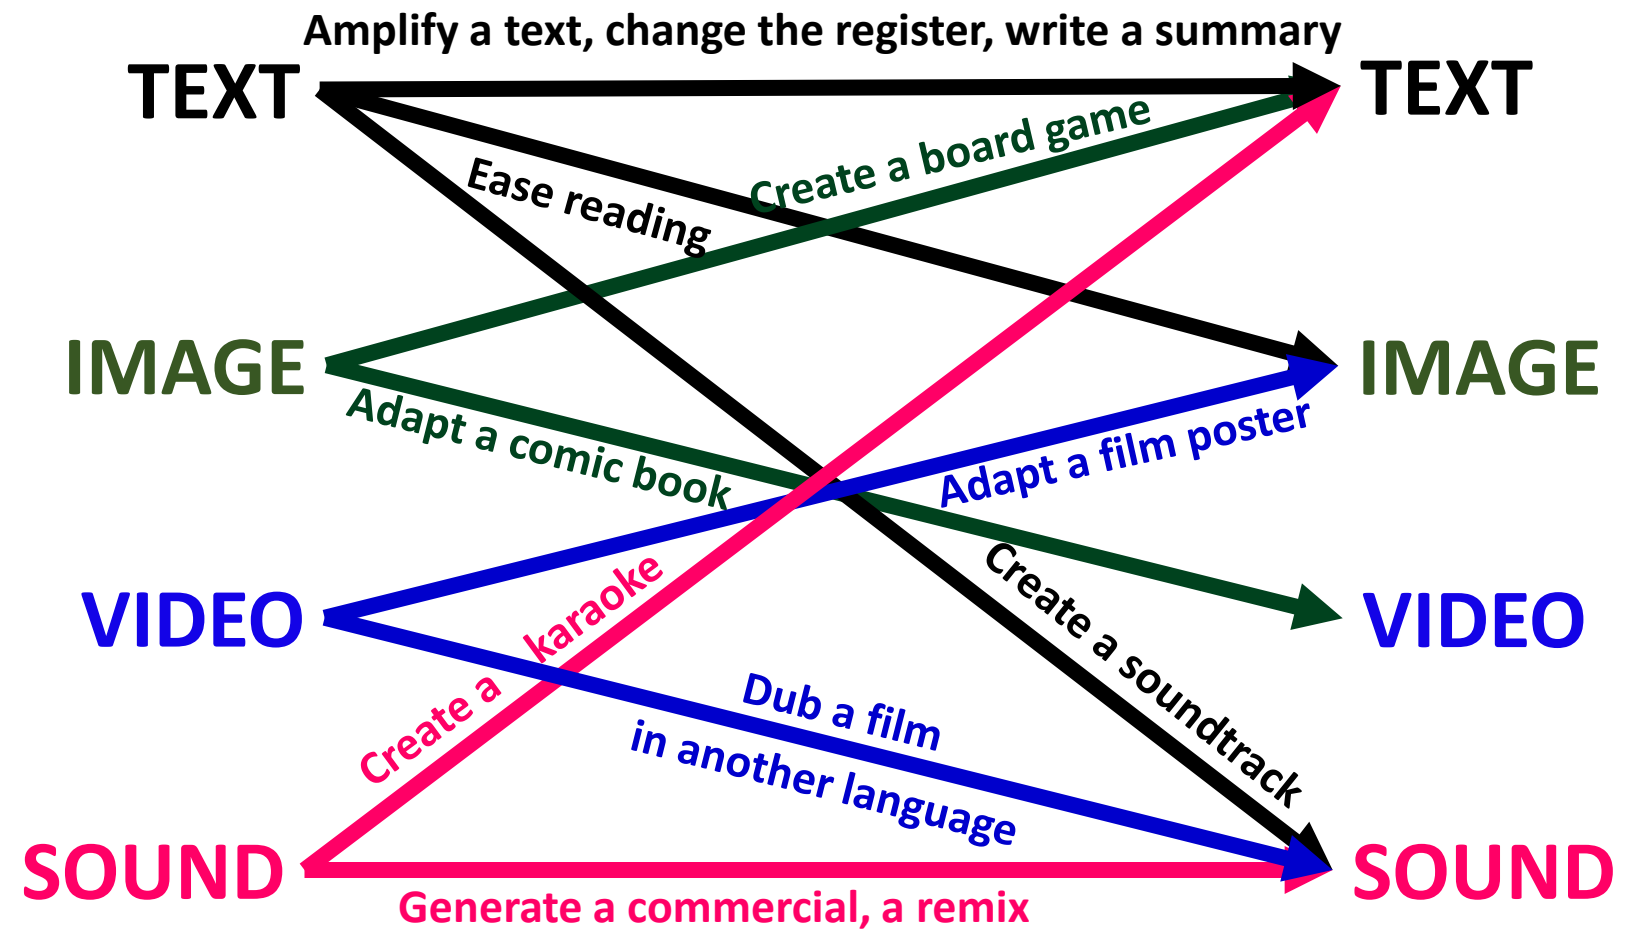 Amplify a text, change the register, write a summary
TEXT
TEXT
Create a board game
Ease reading
IMAGE
IMAGE
Adapt a comic book
Adapt a film poster
Create a karaoke
Create a soundtrack
VIDEO
VIDEO
Dub a film
in another language
SOUND
SOUND
Generate a commercial, a remix